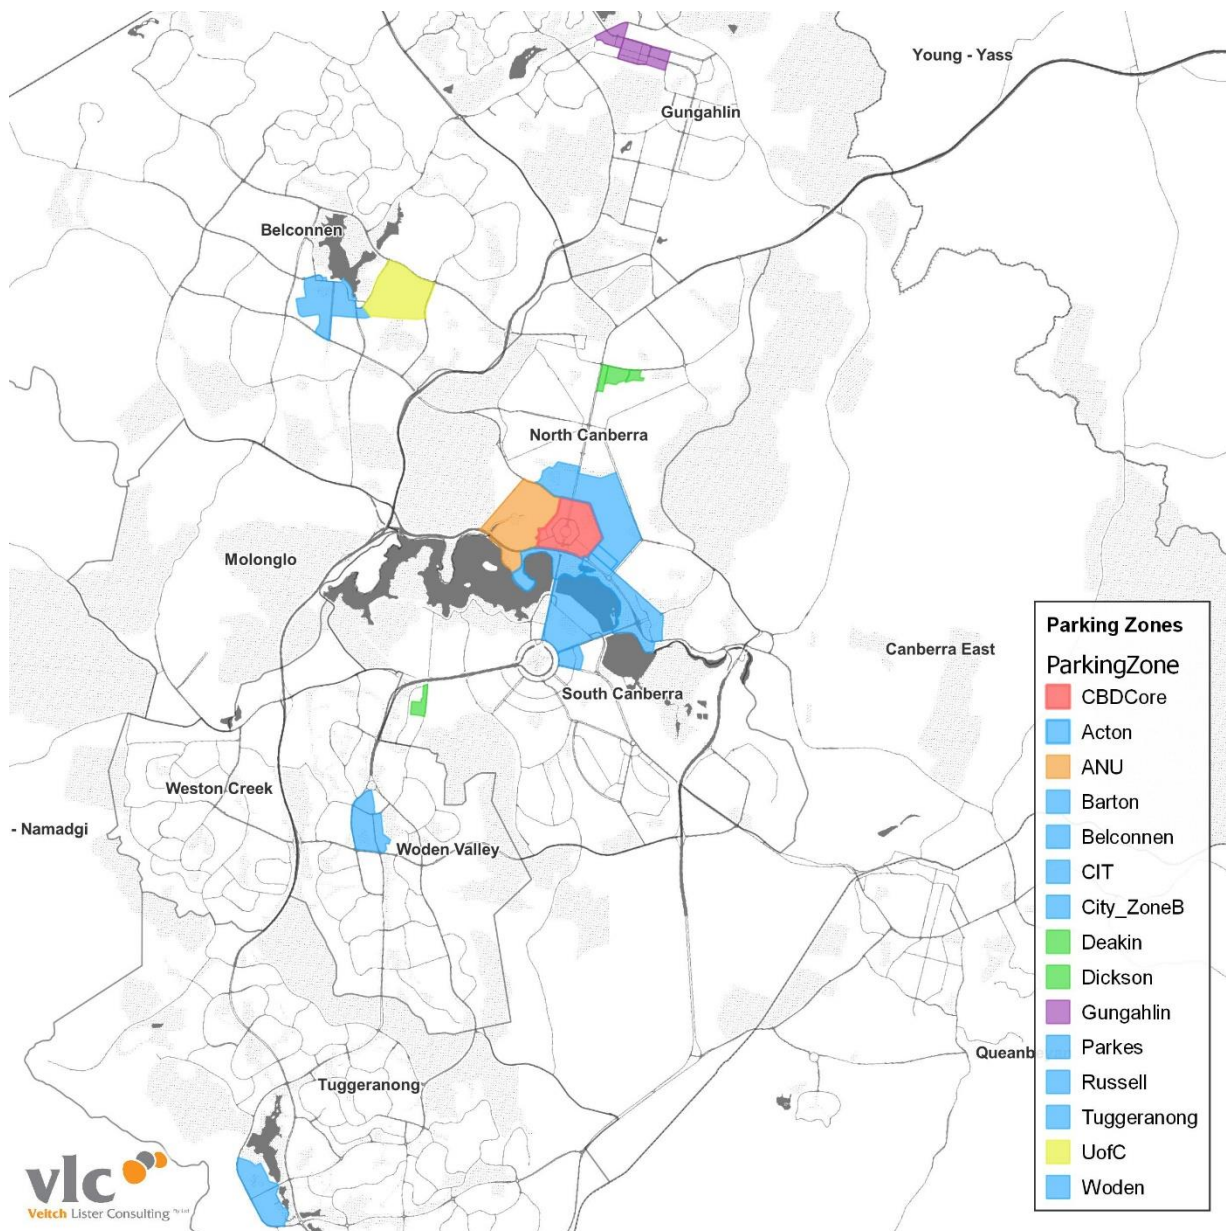 Young - Yass
Gungahlin
Belconnen
North Canberra
Molonglo
Canberra East
South Canberra
Weston Creek
- Namadgi
Woden Valley
Tuggeranong
Parking Zones
ParkingZone
CBDCore
Acton
ANU
Barton
Belconnen
CIT
City_ZoneB
Deakin
Dickson
Gungahlin
Parkes
Russell
Tuggeranong
UofC
Woden
vlc
Veitch Lister Consulting